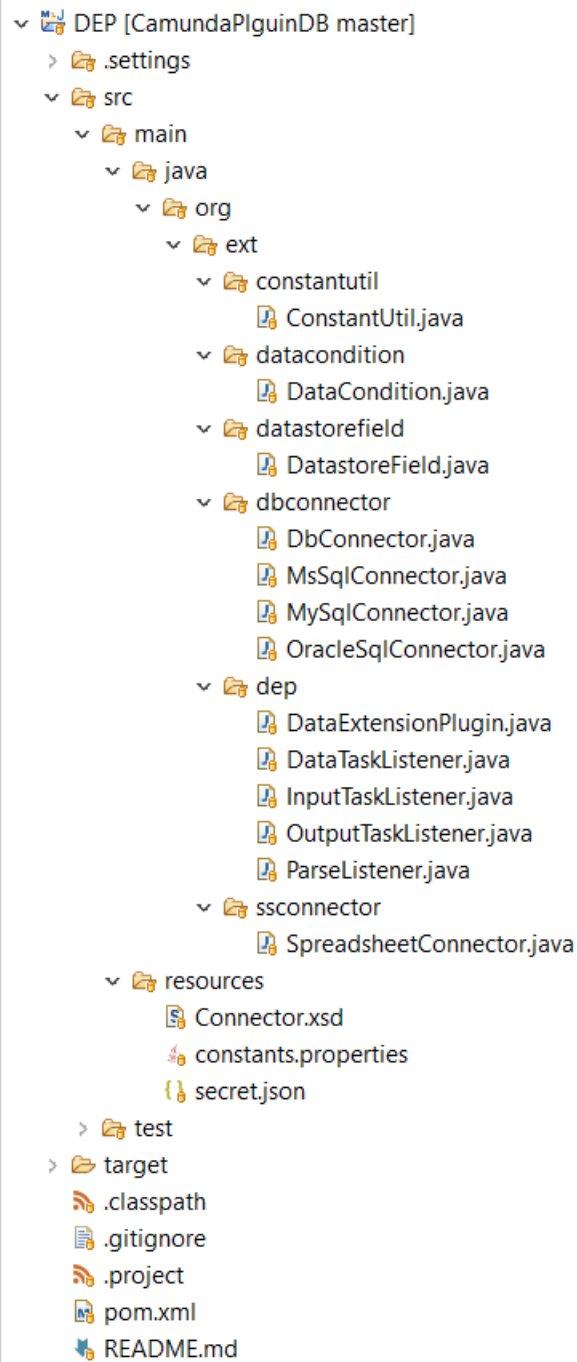 DEP [CamundaPlguinDB master]
.settings
src
main
java
org
ext
constantutil
ConstantUtil.java
datacondition
DataCondition.java
datastorefield
DatastoreField.java
dbconnector
DbConnector.java
MsSqlConnector.java
MySqlConnector.java
OracleSqlConnector.java
dep
DataExtensionPlugin.java
DataTaskListener.java
InputTaskListener.java
OutputTaskListener.java
ParseListener.java
ssconnector
SpreadsheetConnector.java
resources
Connector.xsd
constants.properties
secret.json
test
target
.classpath
.gitignore
.project
pom.xml
README.md